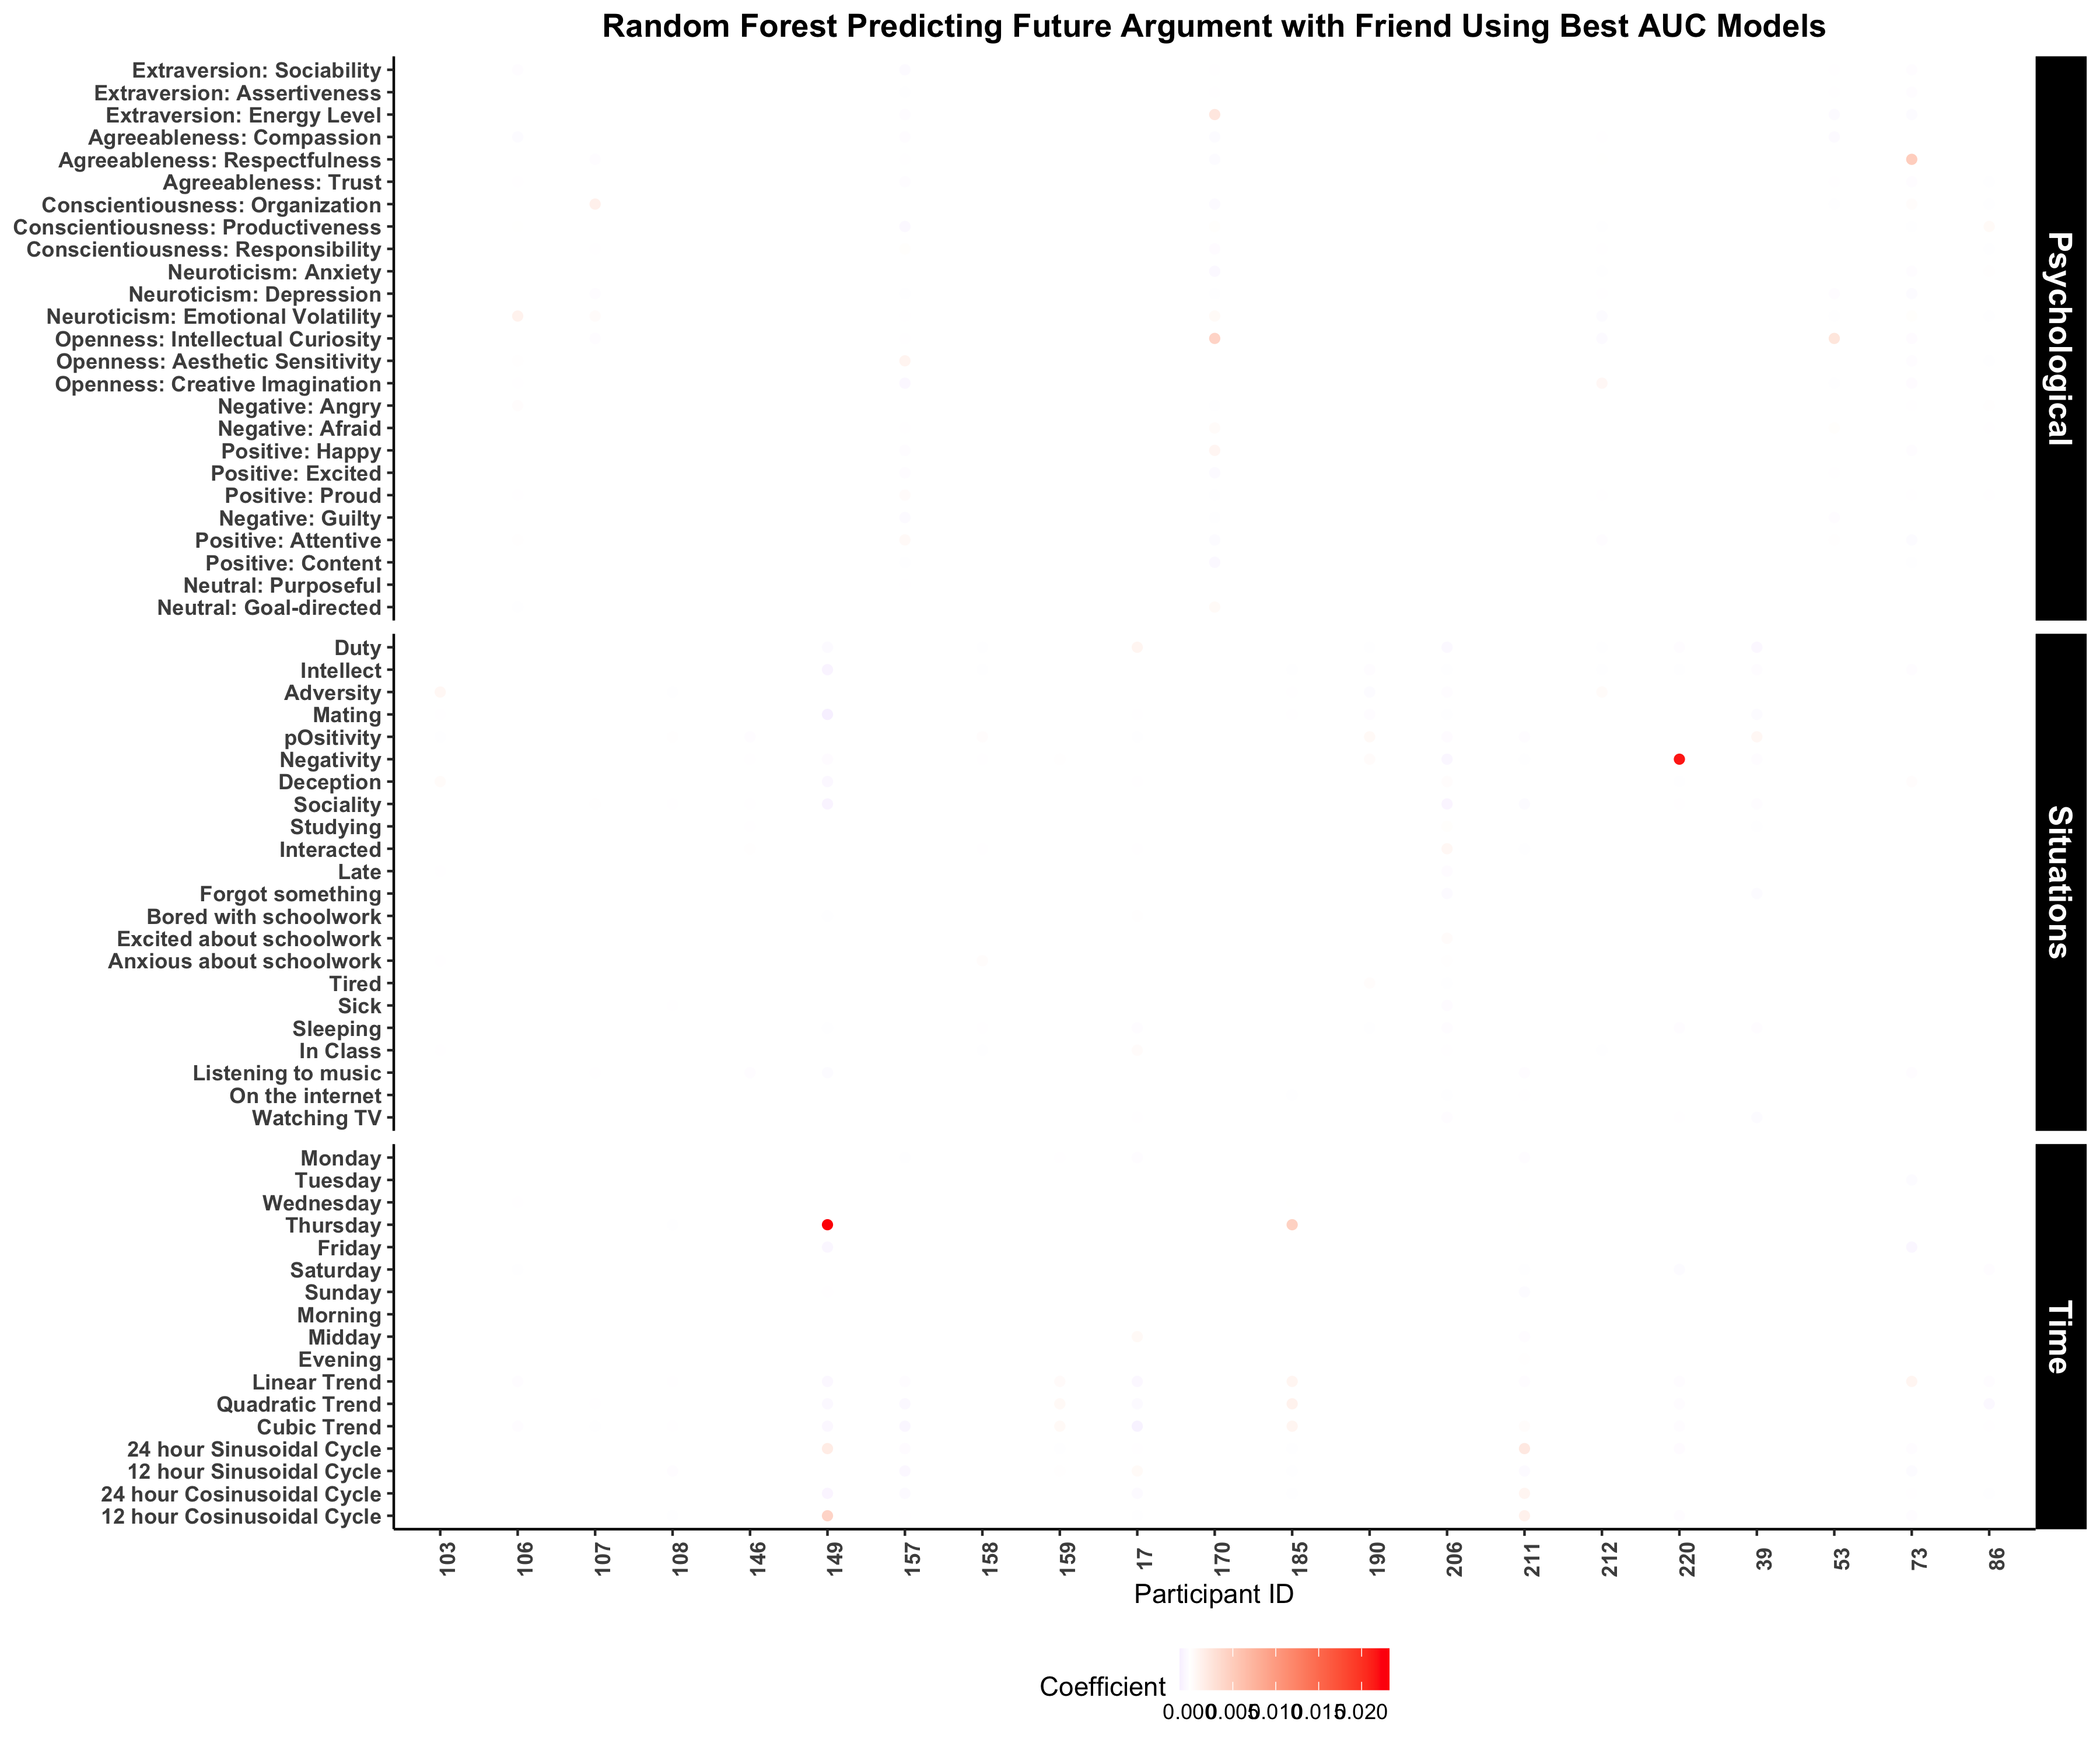 Random Forest Predicting Future Argument with Friend Using Best AUC Models
Extraversion: Sociability
Extraversion: Assertiveness
Extraversion: Energy Level
Agreeableness: Compassion
Agreeableness: Respectfulness
Agreeableness: Trust
Conscientiousness: Organization
Conscientiousness: Productiveness
Conscientiousness: Responsibility
Neuroticism: Anxiety
Neuroticism: Depression
Neuroticism: Emotional Volatility
Openness: Intellectual Curiosity
Openness: Aesthetic Sensitivity
Openness: Creative Imagination
Negative: Angry
Negative: Afraid
Positive: Happy
Positive: Excited
Positive: Proud
Negative: Guilty
Positive: Attentive
Positive: Content
Neutral: Purposeful
Neutral: Goal-directed
Psychological
Duty
Intellect
Adversity
Mating
pOsitivity
Negativity
Deception
Sociality
Studying
Interacted
Late
Forgot something
Bored with schoolwork
Excited about schoolwork
Anxious about schoolwork
Tired
Sick
Sleeping
In Class
Listening to music
On the internet
Watching TV
Situations
Monday
Tuesday
Wednesday
Thursday
Friday
Saturday
Sunday
Morning
Midday
Evening
Linear Trend
Quadratic Trend
Cubic Trend
24 hour Sinusoidal Cycle
12 hour Sinusoidal Cycle
24 hour Cosinusoidal Cycle
12 hour Cosinusoidal Cycle
Time
103 106 107 108 146 149 157 158 159 17 170 185 190 206 211 212 220 39 53 73 86
Participant ID
Coefficient
0.000 0.005 0.010 0.015 0.020